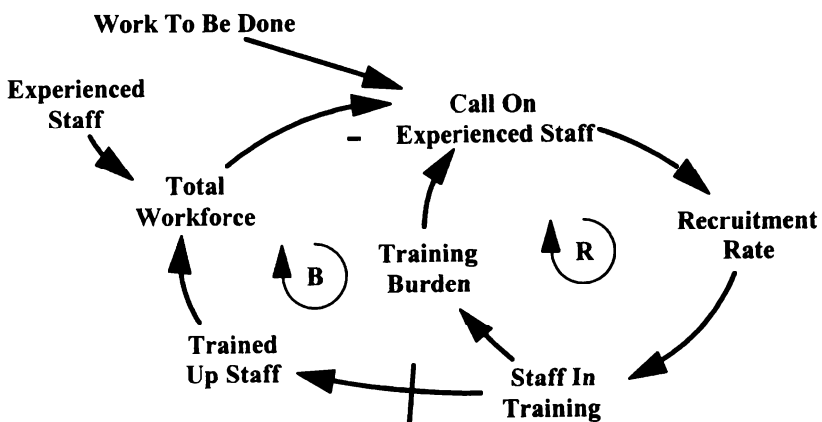 Work To Be Done
Experienced
Staff
Call On
Experienced Staff
–
Total
Workforce
Recruitment
Rate
Training
Burden
B
R
Trained
Up Staff
Staff In
Training